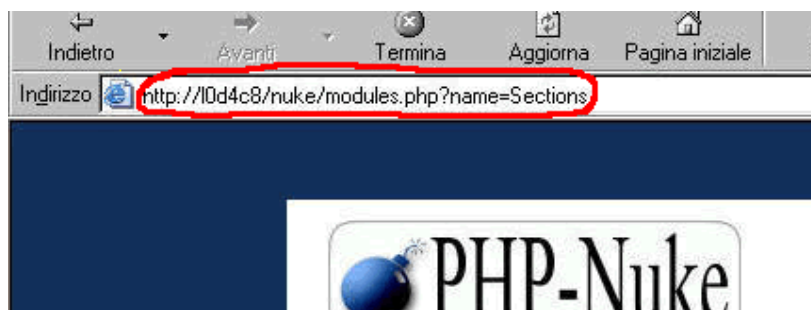 Indietro Avanti Termina Aggiorna Pagina iniziale
Indirizzo http://l0d4c8/nuke/modules.php?name=Sections
PHP-Nuke